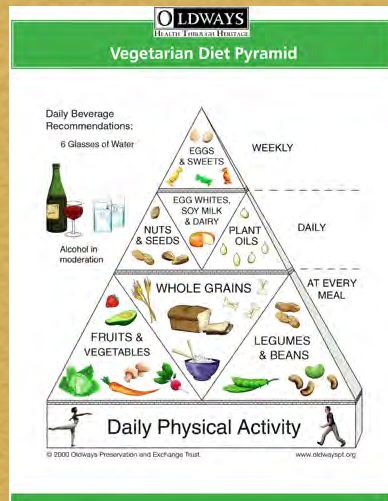 OLDWAYS
HEALTH THROUGH HERITAGE
Vegetarian Diet Pyramid
Daily Beverage
Recommendations:
6 Glasses of Water
Alcohol in
moderation
EGGS
& SWEETS
WEEKLY
EGG WHITES,
SOY MILK
& DAIRY
NUTS
& SEEDS
PLANT
OILS
DAILY
AT EVERY
MEAL
WHOLE GRAINS
FRUITS &
VEGETABLES
LEGUMES
& BEANS
Daily Physical Activity
© 2000 Oldways Preservation and Exchange Trust
www.oldwayspt.org